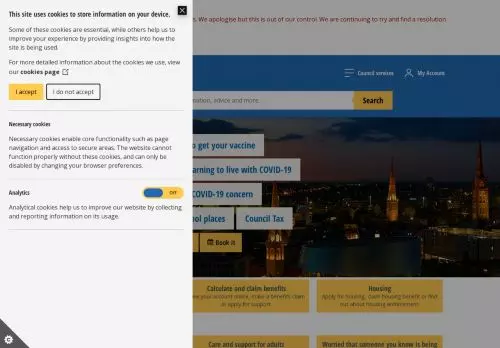 This site uses cookies to store information on your device.
Some of these cookies are essential, while others help us to
improve your experience by providing insights into how the
site is being used.
For more detailed information about the cookies we use, view
our cookies page
I accept
I do not accept
Necessary cookies
Necessary cookies enable core functionality such as page
navigation and access to secure areas. The website cannot
function properly without these cookies, and can only be
disabled by changing your browser preferences.
Analytics
Off
Analytical cookies help us to improve our website by collecting
and reporting information on its usage.
We apologise but this is out of our control. We are continuing to try and find a resolution
Council services
My Account
advice and more.
Search
to get your vaccine
to live with COVID-19
COVID-19 concern
places
Council Tax
Book it
Calculate and claim benefits
your account online, make a benefits claim
or apply for support
Housing
Apply for housing, claim housing benefit or find
out about housing enforcement
Care and support for adults
Worried that someone you know is being